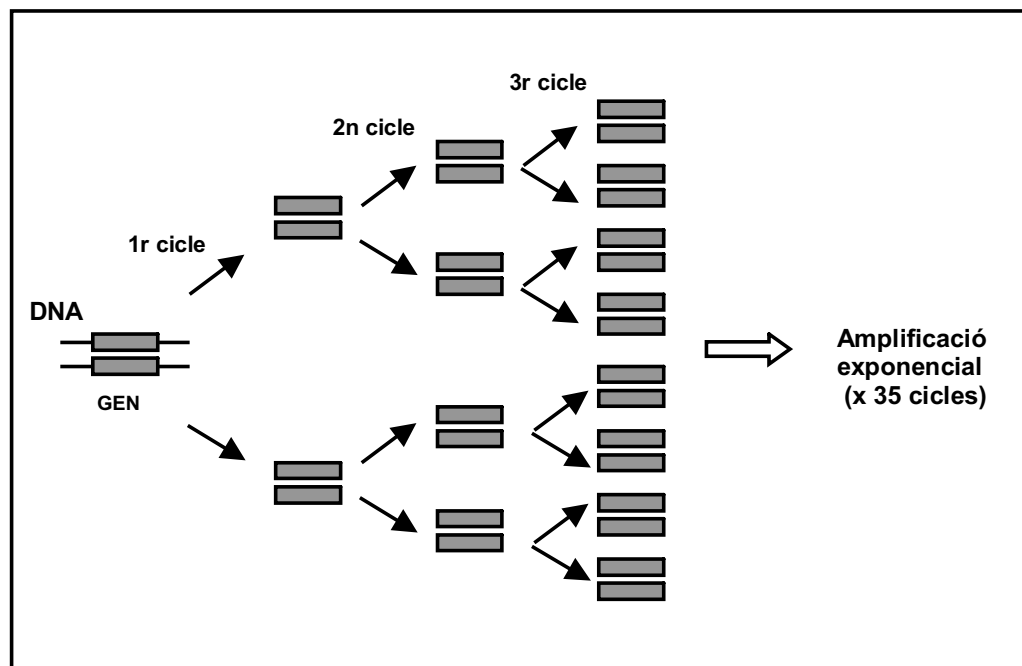 3r cicle
2n cicle
1r cicle
DNA
GEN
Amplificació
exponencial
(x 35 cicles)